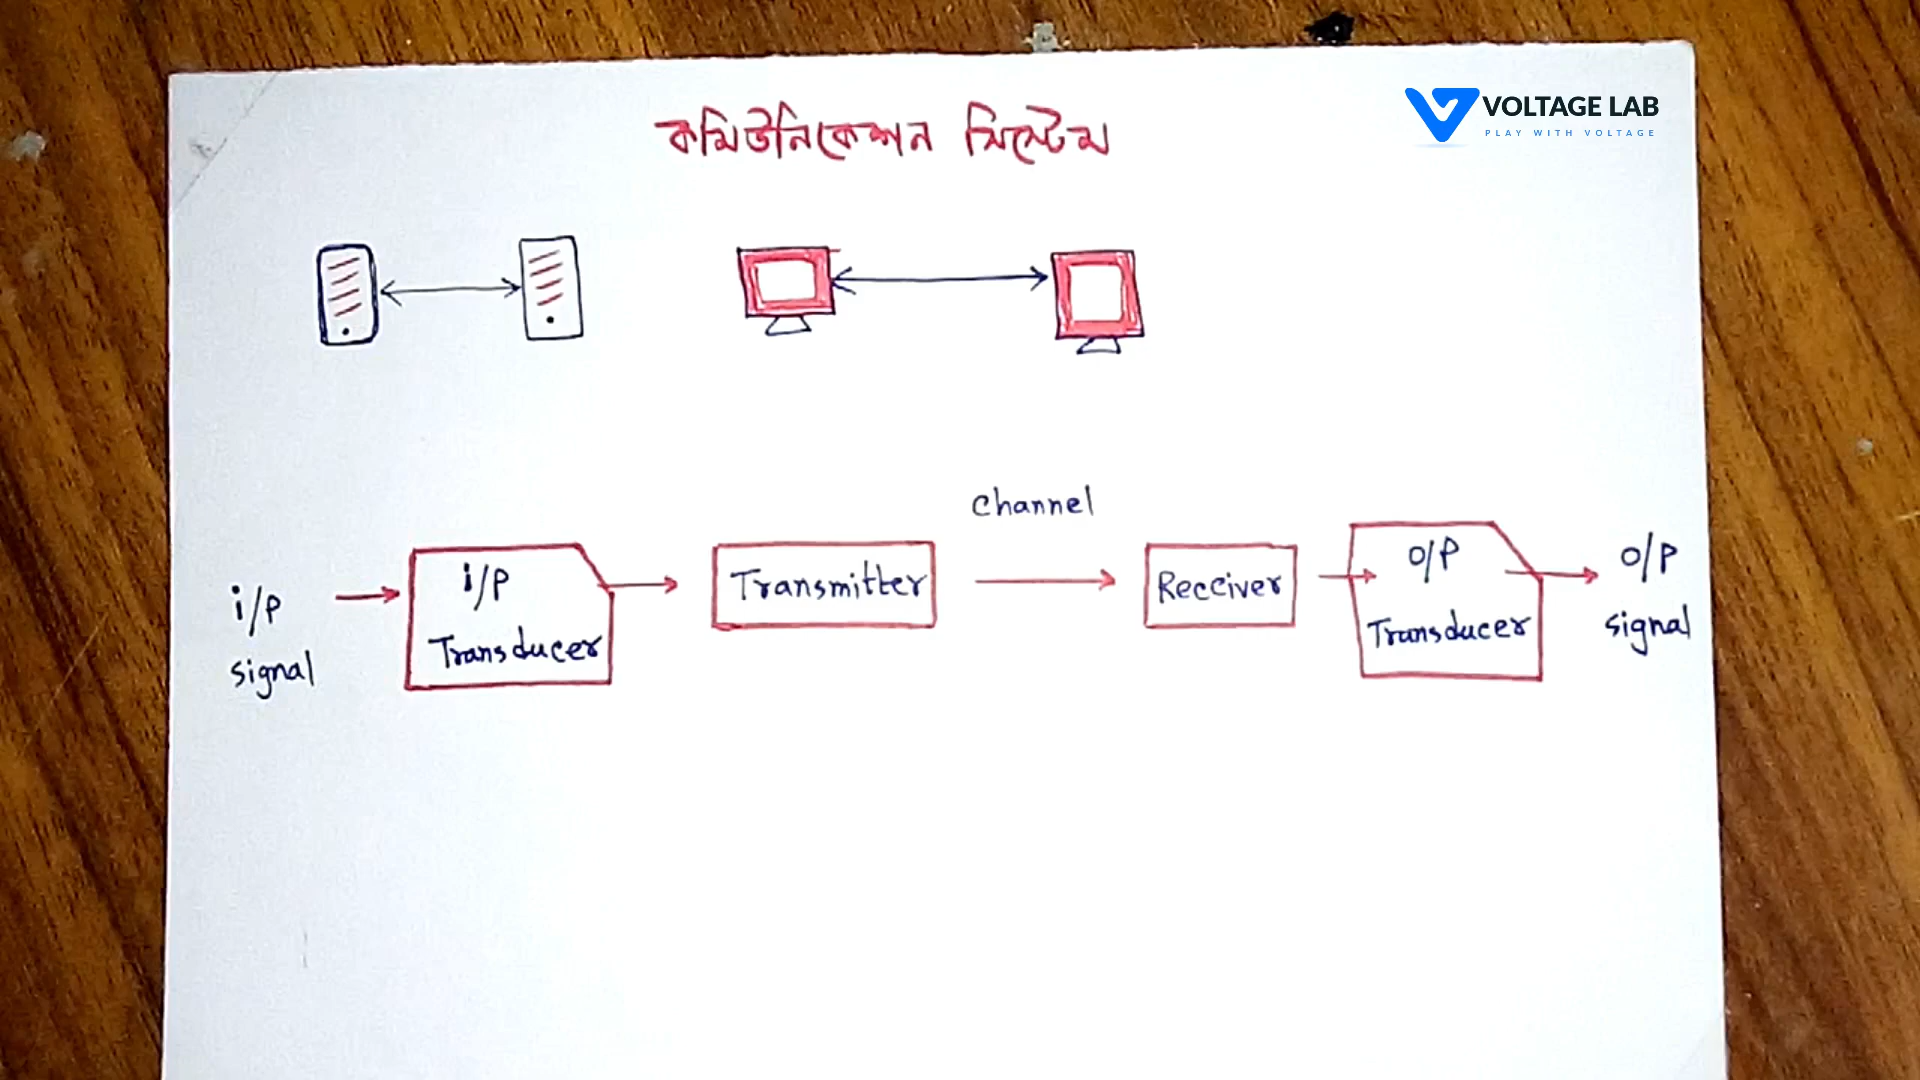 কমিউনিকেশন সিস্টেম
VOLTAGE LAB
PLAY WITH VOLTAGE
channel
i/P
signal
i/P
Transducer
Transmitter
Receiver
O/P
Transducer
O/P
signal